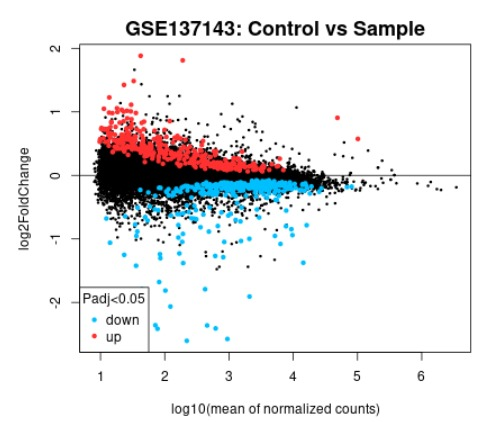 GSE137143: Control vs Sample
2
1
0
-1
-2
log2FoldChange
Padj<0.05
down
up
1 2 3 4 5 6
log10(mean of normalized counts)